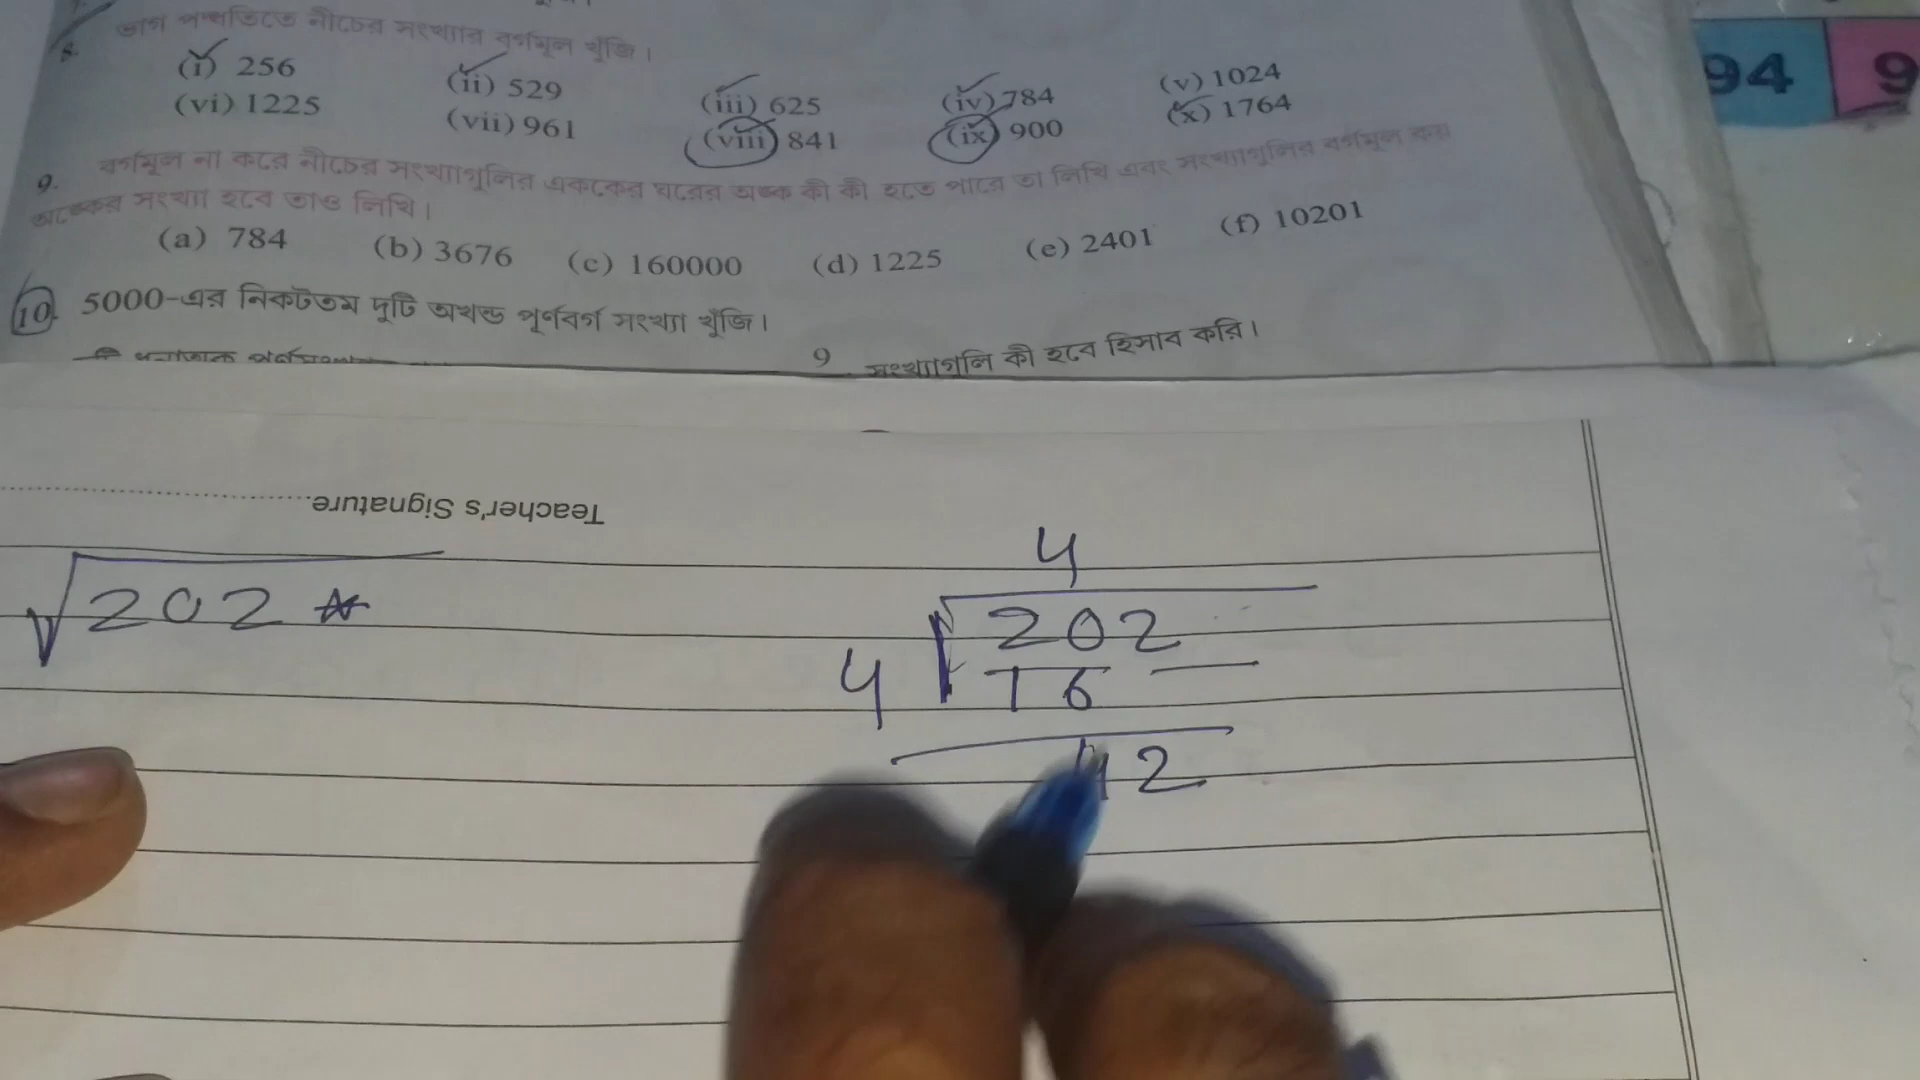 8. ভাগ পদ্ধতিতে নীচের সংখ্যার বর্গমূল খুঁজি।
(i) 256 (ii) 529 (iii) 625 (iv) 784 (v) 1024
(vi) 1225 (vii) 961 (viii) 841 (ix) 900 (x) 1764
9. বর্গমূল না করে নীচের সংখ্যাগুলির এককের ঘরের অঙ্ক কী কী হতে পারে তা লিখি এবং সংখ্যাগুলির বর্গমূল কয়
অঙ্কের সংখ্যা হবে তাও লিখি।
(a) 784 (b) 3676 (c) 160000 (d) 1225 (e) 2401 (f) 10201
10. 5000-এর নিকটতম দুটি অখন্ড পূর্ণবর্গ সংখ্যা খুঁজি।
9 সংখ্যাগুলি কী হবে হিসাব করি।
94 9
Teacher's Signature
√202*
4
4 202
16
42